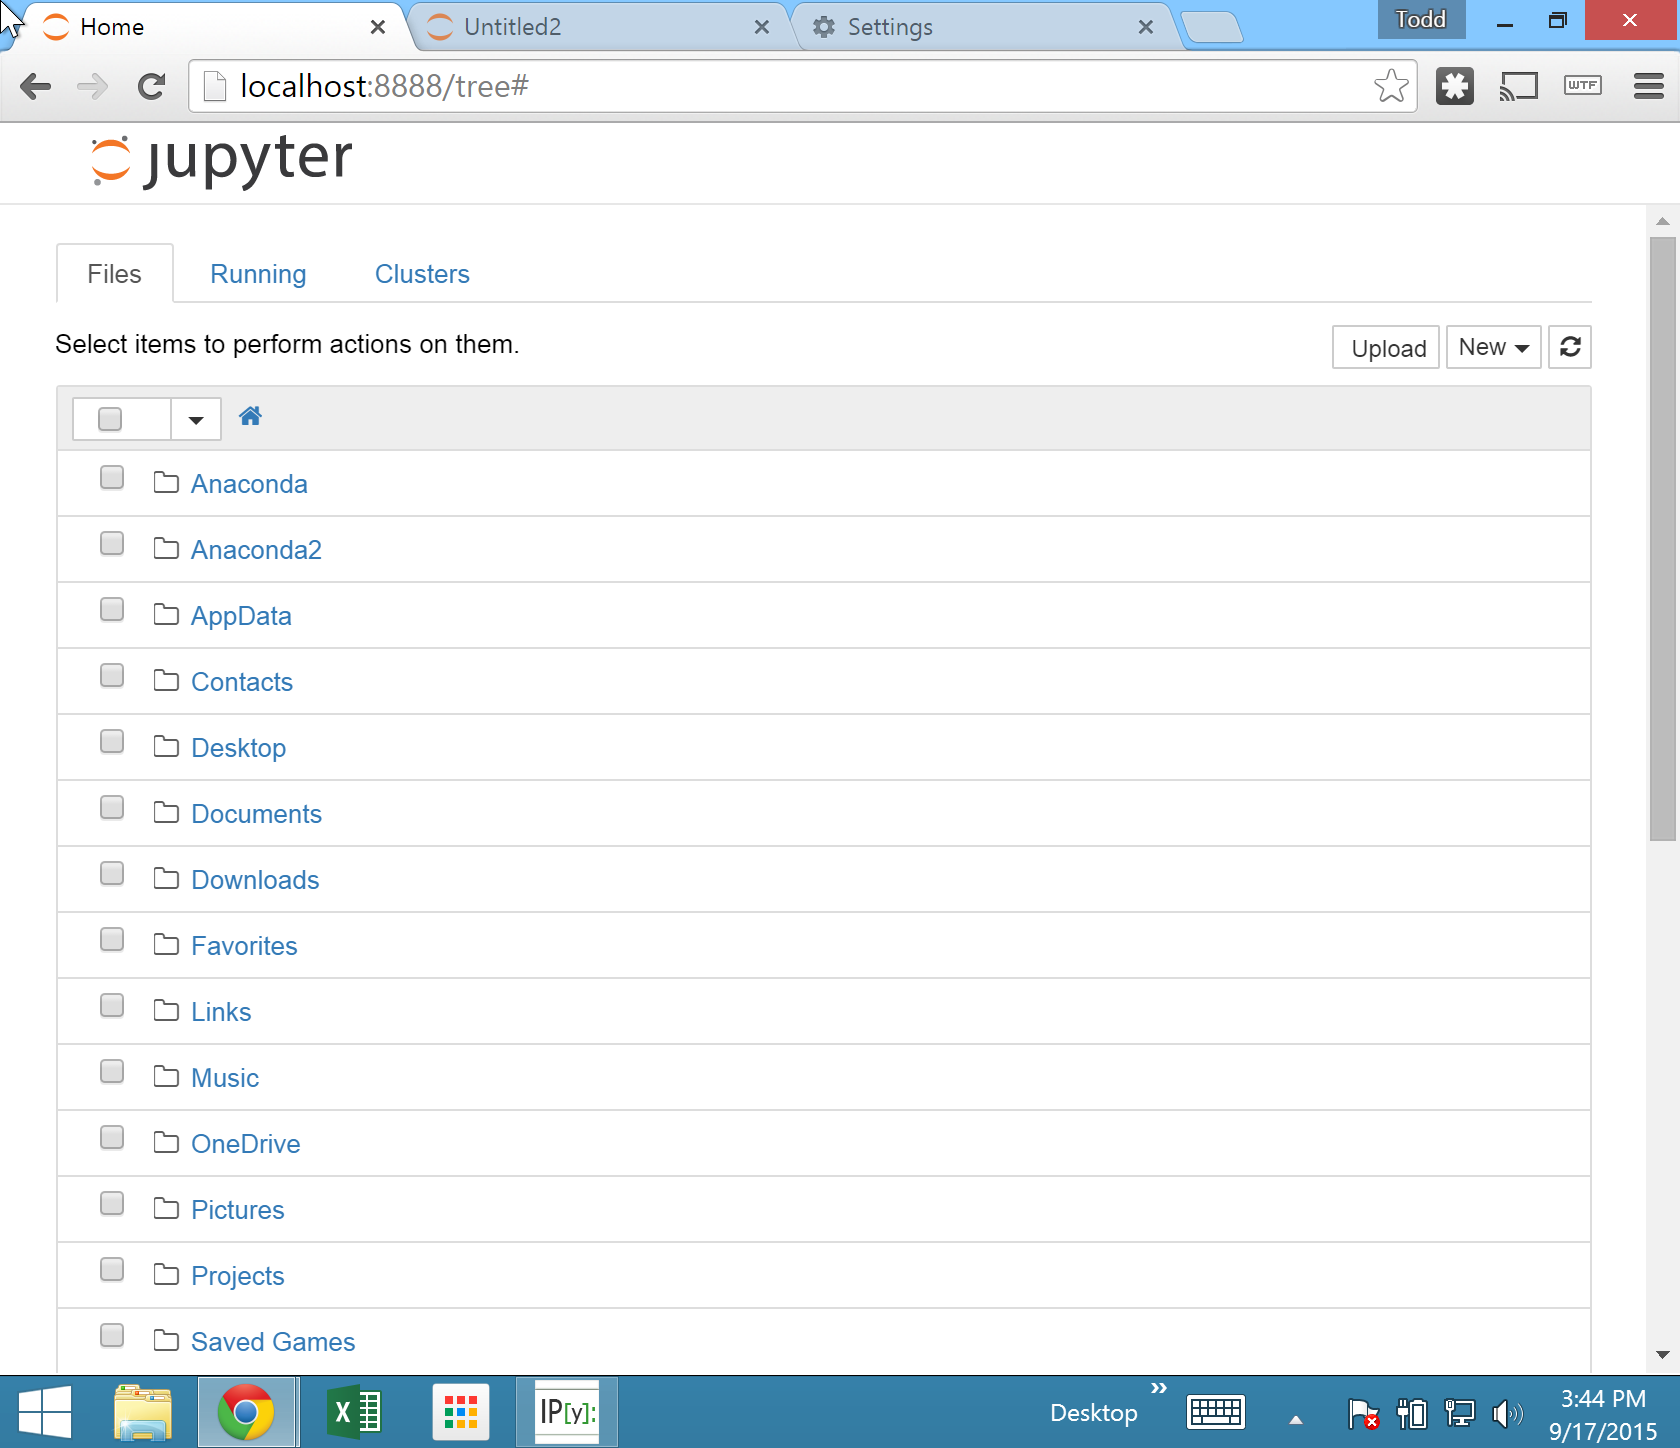 Home
Untitled2
Settings
Todd
localhost:8888/tree#
WTF
jupyter
Files
Running
Clusters
Select items to perform actions on them.
Upload
New
Anaconda
Anaconda2
AppData
Contacts
Desktop
Documents
Downloads
Favorites
Links
Music
OneDrive
Pictures
Projects
Saved Games
X
IP[y]:
Desktop
»
3:44 PM
9/17/2015